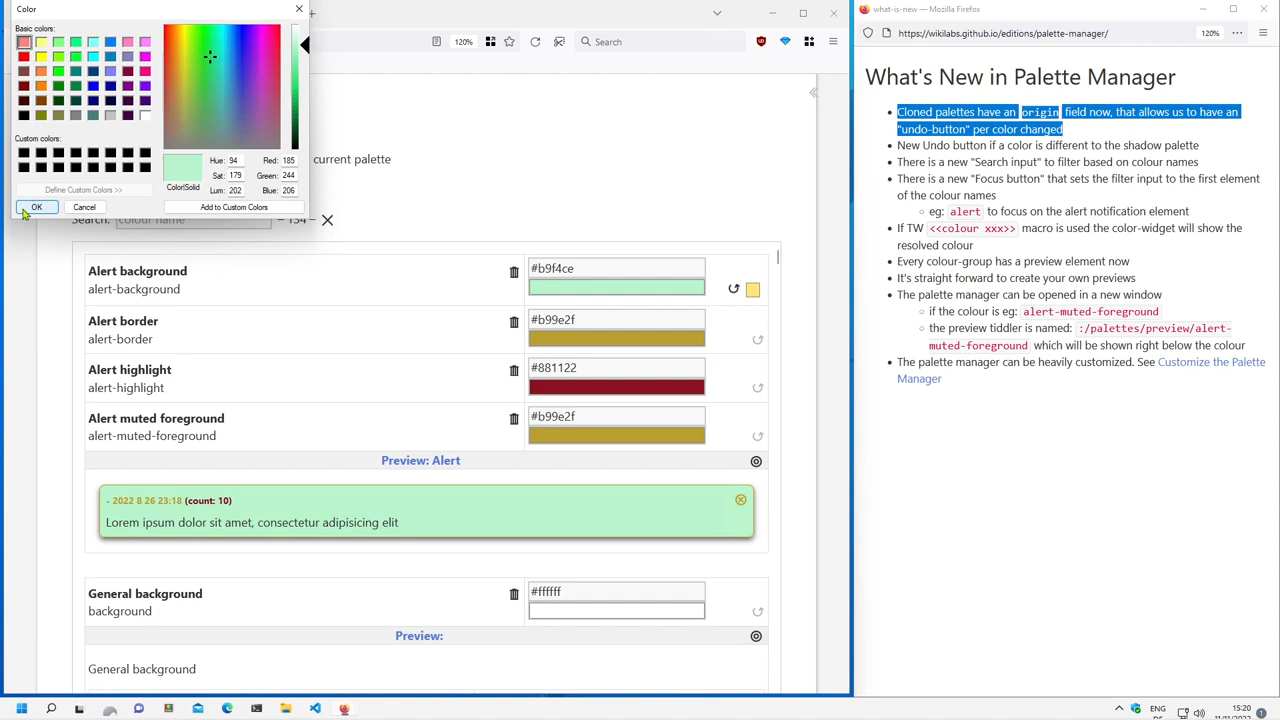 Color
Basic colors:
Custom colors:
Define Custom Colors >>
OK
Cancel
Color|Solid
Hue: 94
Sat: 179
Lum: 202
Red: 185
Green: 244
Blue: 206
Add to Custom Colors
120%
Search
current palette
Search: colour name - 134 -
Alert background
alert-background
#b9f4ce
Alert border
alert-border
#b99e2f
Alert highlight
alert-highlight
#881122
Alert muted foreground
alert-muted-foreground
#b99e2f
Preview: Alert
- 2022 8 26 23:18 (count: 10)
Lorem ipsum dolor sit amet, consectetur adipisicing elit
General background
background
#ffffff
Preview:
General background
what-is-new — Mozilla Firefox
https://wikilabs.github.io/editions/palette-manager/
120%
What's New in Palette Manager
Cloned palettes have an origin field now, that allows us to have an
"undo-button" per color changed
New Undo button if a color is different to the shadow palette
There is a new "Search input" to filter based on colour names
There is a new "Focus button" that sets the filter input to the first element
of the colour names
eg: alert to focus on the alert notification element
If TW <<colour xxx>> macro is used the color-widget will show the
resolved colour
Every colour-group has a preview element now
It's straight forward to create your own previews
The palette manager can be opened in a new window
if the colour is eg: alert-muted-foreground
the preview tiddler is named: :/palettes/preview/alert-
muted-foreground which will be shown right below the colour
The palette manager can be heavily customized. See Customize the Palette
Manager
ENG
15:20
11/11/2022